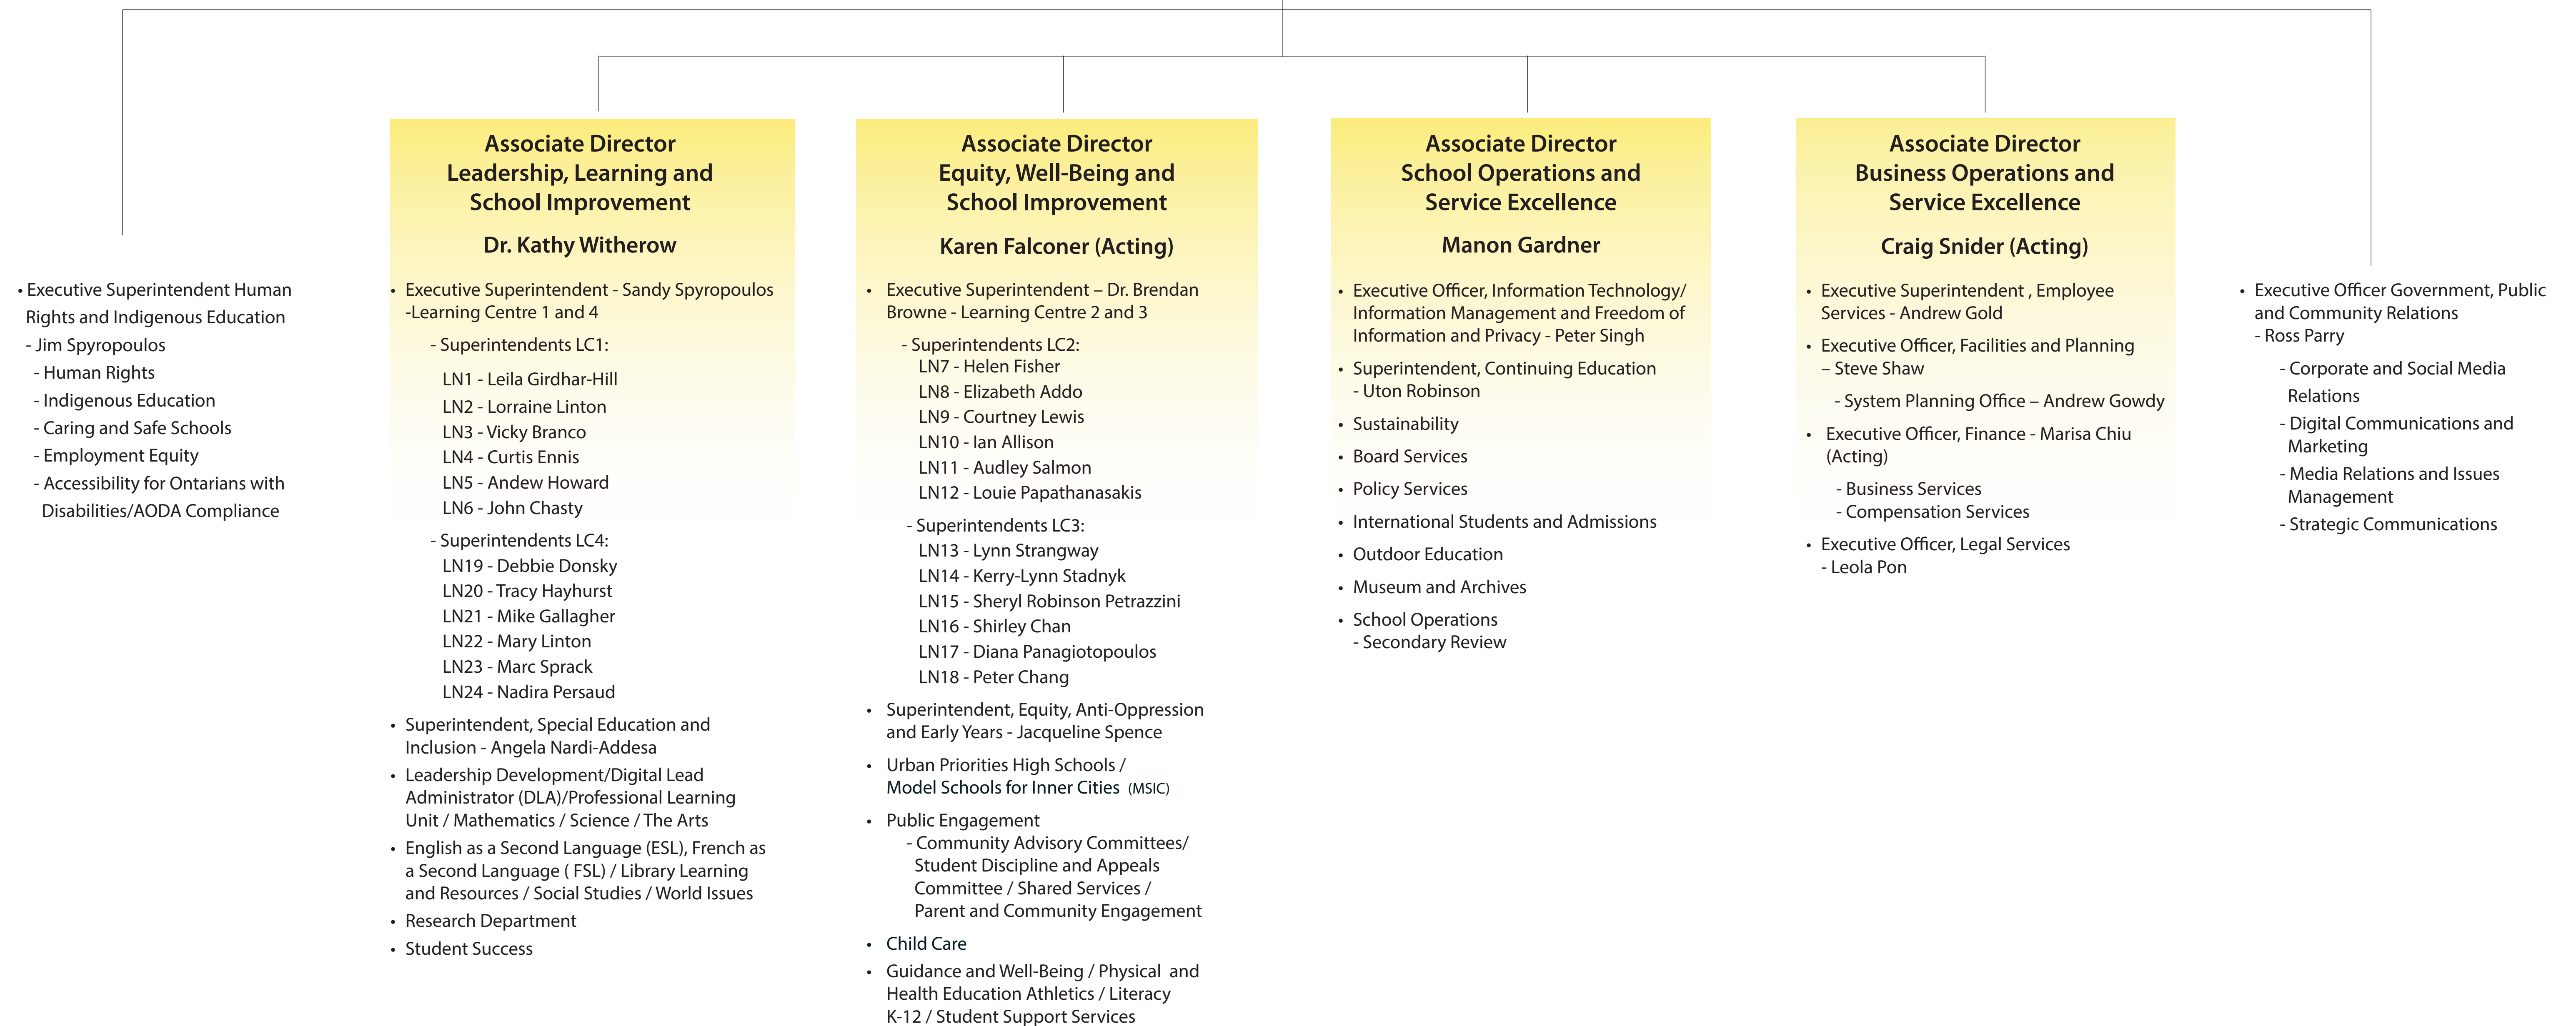 • Executive Superintendent Human
Rights and Indigenous Education
- Jim Spyropoulos
- Human Rights
- Indigenous Education
- Caring and Safe Schools
- Employment Equity
- Accessibility for Ontarians with
Disabilities/AODA Compliance
Associate Director
Leadership, Learning and
School Improvement
Dr. Kathy Witherow
• Executive Superintendent - Sandy Spyropoulos
-Learning Centre 1 and 4
- Superintendents LC1:
LN1 - Leila Girdhar-Hill
LN2 - Lorraine Linton
LN3 - Vicky Branco
LN4 - Curtis Ennis
LN5 - Andew Howard
LN6 - John Chasty
- Superintendents LC4:
LN19 - Debbie Donsky
LN20 - Tracy Hayhurst
LN21 - Mike Gallagher
LN22 - Mary Linton
LN23 - Marc Sprack
LN24 - Nadira Persaud
• Superintendent, Special Education and
Inclusion - Angela Nardi-Addesa
• Leadership Development/Digital Lead
Administrator (DLA)/Professional Learning
Unit / Mathematics / Science / The Arts
• English as a Second Language (ESL), French as
a Second Language ( FSL) / Library Learning
and Resources / Social Studies / World Issues
• Research Department
• Student Success
Associate Director
Equity, Well-Being and
School Improvement
Karen Falconer (Acting)
• Executive Superintendent – Dr. Brendan
Browne - Learning Centre 2 and 3
- Superintendents LC2:
LN7 - Helen Fisher
LN8 - Elizabeth Addo
LN9 - Courtney Lewis
LN10 - Ian Allison
LN11 - Audley Salmon
LN12 - Louie Papathanasakis
- Superintendents LC3:
LN13 - Lynn Strangway
LN14 - Kerry-Lynn Stadnyk
LN15 - Sheryl Robinson Petrazzini
LN16 - Shirley Chan
LN17 - Diana Panagiotopoulos
LN18 - Peter Chang
• Superintendent, Equity, Anti-Oppression
and Early Years - Jacqueline Spence
• Urban Priorities High Schools /
Model Schools for Inner Cities (MSIC)
• Public Engagement
- Community Advisory Committees/
Student Discipline and Appeals
Committee / Shared Services /
Parent and Community Engagement
• Child Care
• Guidance and Well-Being / Physical and
Health Education Athletics / Literacy
K-12 / Student Support Services
Associate Director
School Operations and
Service Excellence
Manon Gardner
• Executive Officer, Information Technology/
Information Management and Freedom of
Information and Privacy - Peter Singh
• Superintendent, Continuing Education
- Uton Robinson
• Sustainability
• Board Services
• Policy Services
• International Students and Admissions
• Outdoor Education
• Museum and Archives
• School Operations
- Secondary Review
Associate Director
Business Operations and
Service Excellence
Craig Snider (Acting)
• Executive Superintendent , Employee
Services - Andrew Gold
• Executive Officer, Facilities and Planning
– Steve Shaw
- System Planning Office – Andrew Gowdy
• Executive Officer, Finance - Marisa Chiu
(Acting)
- Business Services
- Compensation Services
• Executive Officer, Legal Services
- Leola Pon
• Executive Officer Government, Public
and Community Relations
- Ross Parry
- Corporate and Social Media
Relations
- Digital Communications and
Marketing
- Media Relations and Issues
Management
- Strategic Communications